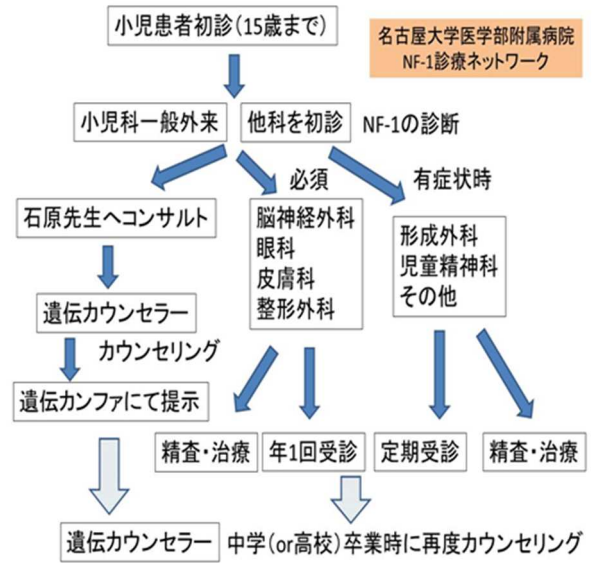 小児患者初診(15歳まで)
名古屋大学医学部附属病院
NF-1診療ネットワーク
小児科一般外来
他科を初診
NF-1の診断
必須
有症状時
石原先生へコンサルト
脳神経外科
眼科
皮膚科
整形外科
形成外科
児童精神科
その他
遺伝カウンセラー
カウンセリング
遺伝カンファにて提示
精査・治療
年1回受診
定期受診
精査・治療
遺伝カウンセラー
中学(or高校)卒業時に再度カウンセリング